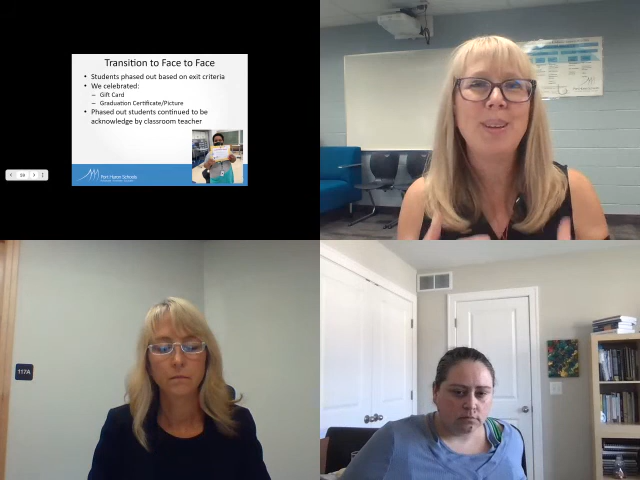 Transition to Face to Face
• Students phased out based on exit criteria
• We celebrated:
– Gift Card
– Graduation Certificate/Picture
• Phased out students continued to
be acknowledge by classroom teacher
Port Huron Schools
117A